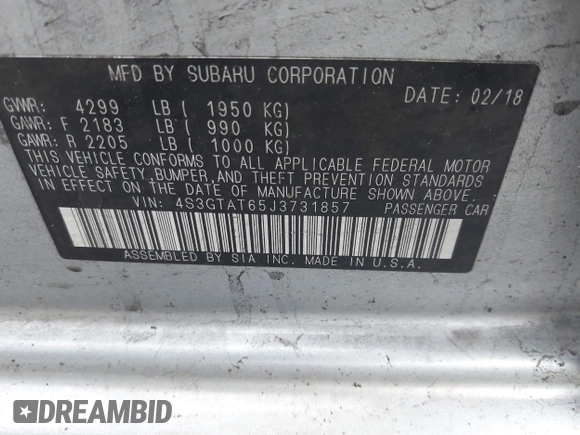 MFD BY SUBARU CORPORATION
DATE: 02/18
GVWR: 4299 LB ( 1950 KG)
GAWR: F 2183 LB ( 990 KG)
GAWR: R 2205 LB ( 1000 KG)
THIS VEHICLE CONFORMS TO ALL APPLICABLE FEDERAL MOTOR
VEHICLE SAFETY, BUMPER, AND THEFT PREVENTION STANDARDS
IN EFFECT ON THE DATE OF MANUFACTURE SHOWN ABOVE.
VIN: 4S3GTAT65J3731857 PASSENGER CAR
ASSEMBLED BY SIA INC. MADE IN U.S.A.
DREAMBID